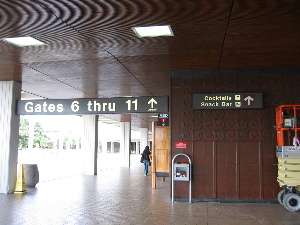 Gates 6 thru 11
Cocktails
Snack Bar